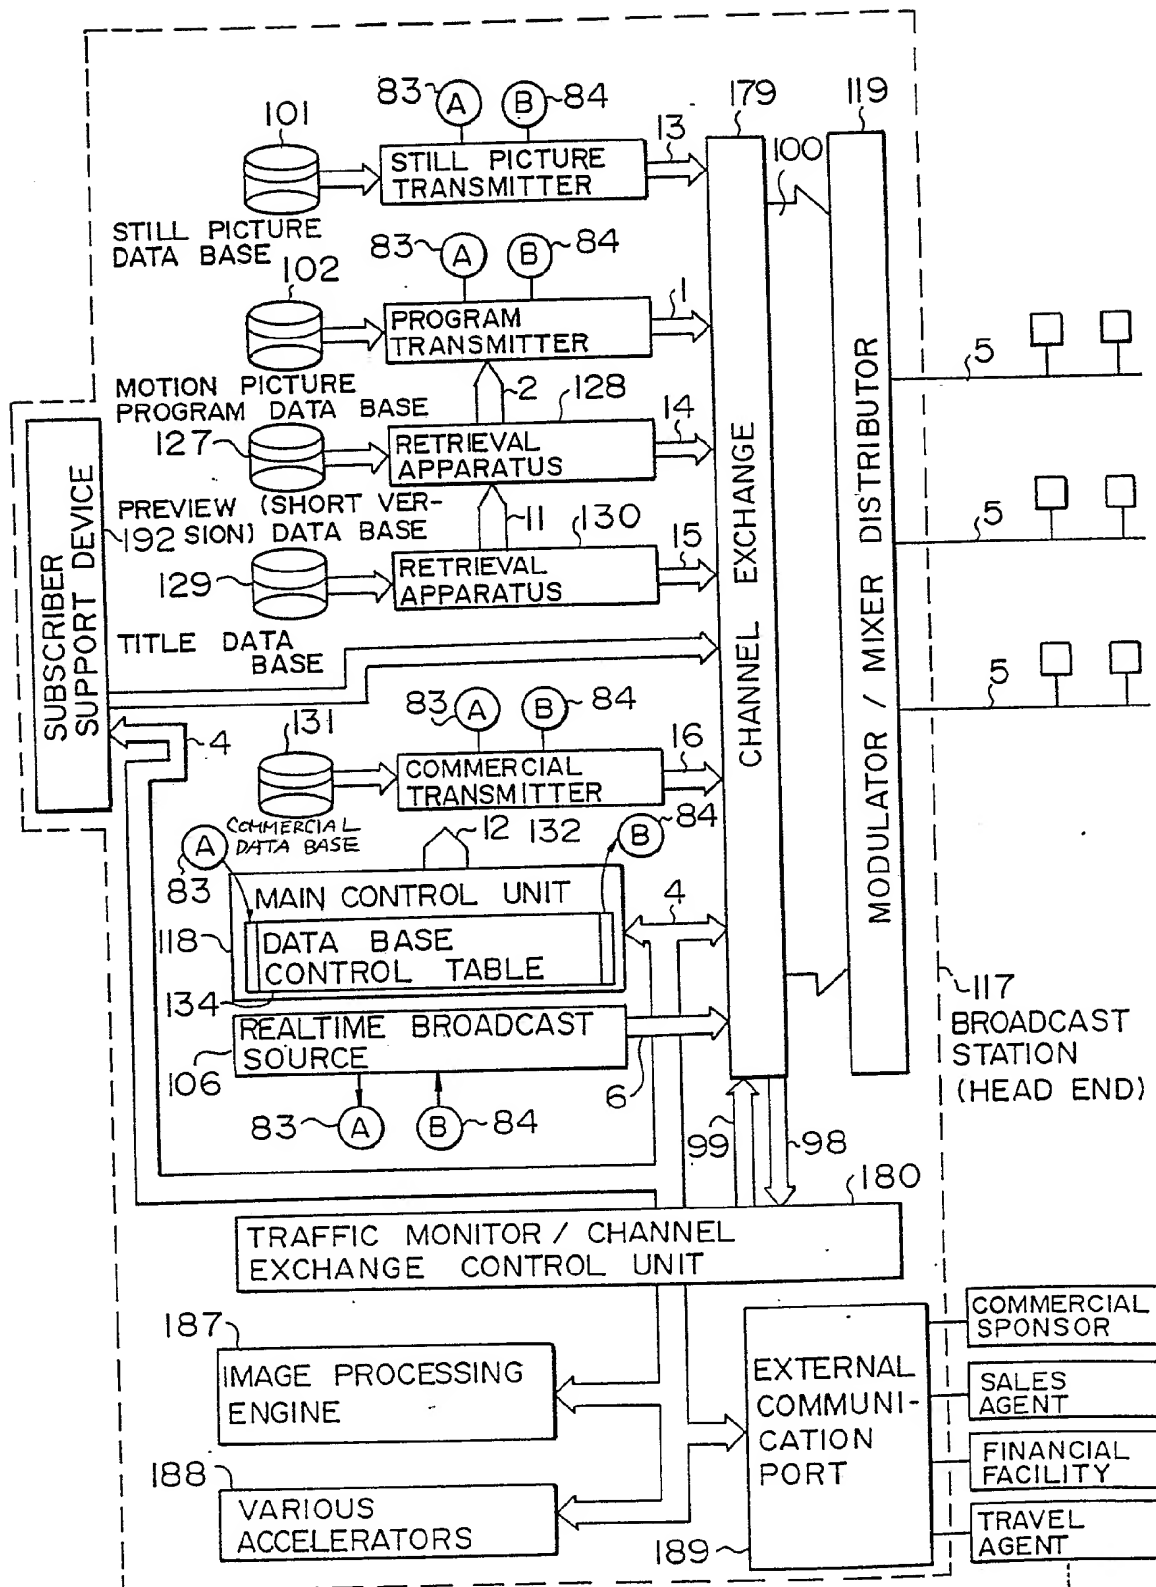 83 A B 84
179
119
101
13
100
STILL PICTURE
TRANSMITTER
STILL PICTURE
DATA BASE
83 A B 84
102
1
PROGRAM
TRANSMITTER
MOTION PICTURE
PROGRAM DATA BASE
2
128
127
14
RETRIEVAL
APPARATUS
PREVIEW (SHORT VER-
SION) DATA BASE
192
11
130
129
15
RETRIEVAL
APPARATUS
TITLE DATA
BASE
SUBSCRIBER
SUPPORT DEVICE
CHANNEL EXCHANGE
MODULATOR / MIXER DISTRIBUTOR
5
5
5
4
83 A B 84
131
16
COMMERCIAL
TRANSMITTER
COMMERCIAL
DATA BASE
12
132
B 84
A
83
MAIN CONTROL UNIT
118
DATA BASE
CONTROL TABLE
134
4
REALTIME BROADCAST
SOURCE
106
6
83 A B 84
99
98
117
BROADCAST
STATION
(HEAD END)
180
TRAFFIC MONITOR / CHANNEL
EXCHANGE CONTROL UNIT
187
IMAGE PROCESSING
ENGINE
188
VARIOUS
ACCELERATORS
EXTERNAL
COMMUNI-
CATION
PORT
189
COMMERCIAL
SPONSOR
SALES
AGENT
FINANCIAL
FACILITY
TRAVEL
AGENT